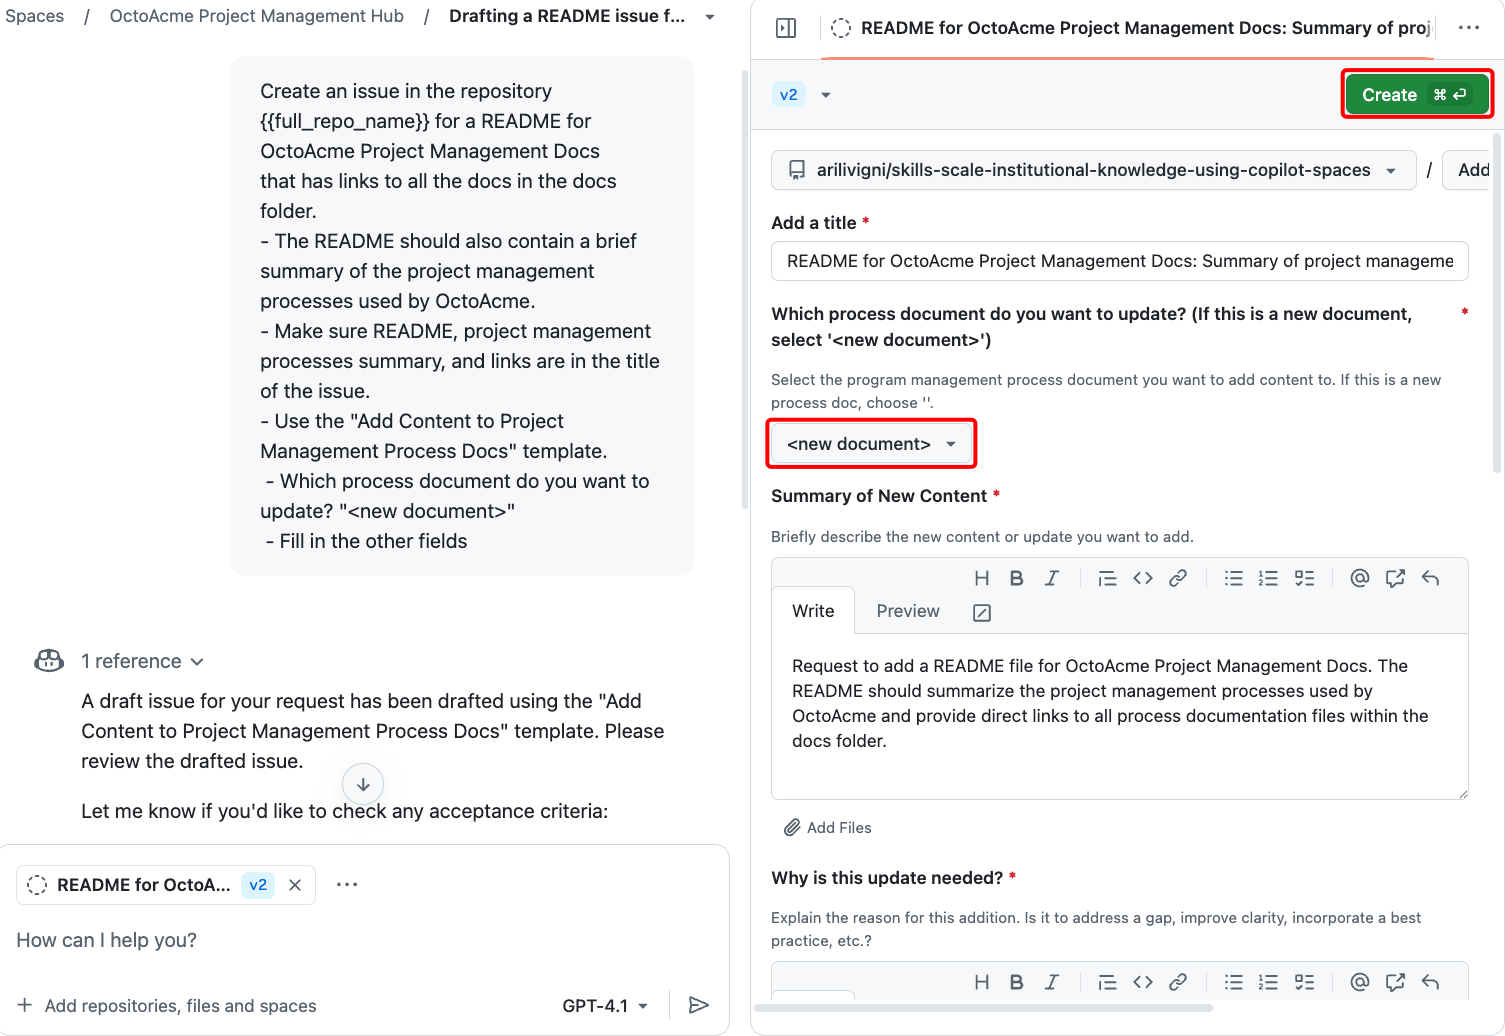 Spaces / OctoAcme Project Management Hub / Drafting a README issue f...
Create an issue in the repository
{{full_repo_name}} for a README for
OctoAcme Project Management Docs
that has links to all the docs in the docs
folder.
- The README should also contain a brief
summary of the project management
processes used by OctoAcme.
- Make sure README, project management
processes summary, and links are in the title
of the issue.
- Use the "Add Content to Project
Management Process Docs" template.
- Which process document do you want to
update? "<new document>"
- Fill in the other fields
1 reference
A draft issue for your request has been drafted using the "Add
Content to Project Management Process Docs" template. Please
review the drafted issue.
Let me know if you'd like to check any acceptance criteria:
README for OctoA... v2
How can I help you?
Add repositories, files and spaces
GPT-4.1
README for OctoAcme Project Management Docs: Summary of proj
v2
Create ⌘ ↵
arilivigni/skills-scale-institutional-knowledge-using-copilot-spaces / Add
Add a title *
README for OctoAcme Project Management Docs: Summary of project manageme
Which process document do you want to update? (If this is a new document, *
select '<new document>')
Select the program management process document you want to add content to. If this is a new
process doc, choose ''.
<new document>
Summary of New Content *
Briefly describe the new content or update you want to add.
Write Preview
Request to add a README file for OctoAcme Project Management Docs. The
README should summarize the project management processes used by
OctoAcme and provide direct links to all process documentation files within the
docs folder.
Add Files
Why is this update needed? *
Explain the reason for this addition. Is it to address a gap, improve clarity, incorporate a best
practice, etc.?